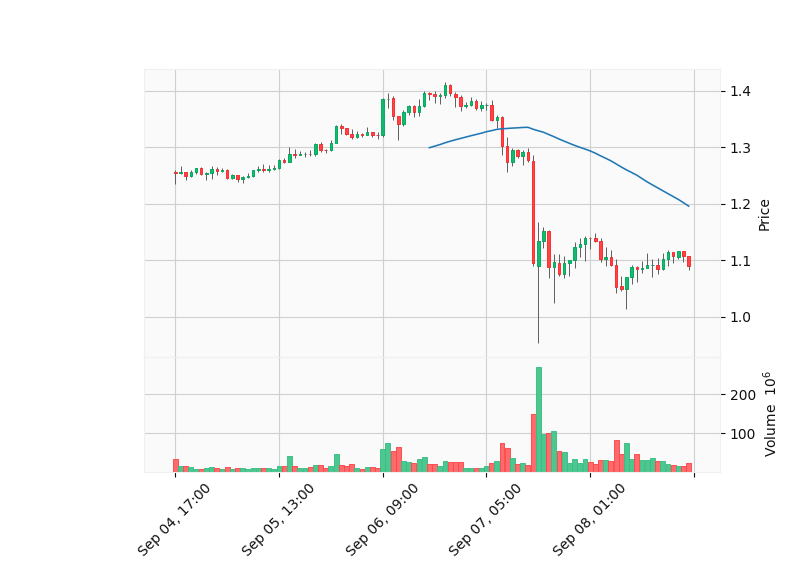 1.4
1.3
1.2
1.1
1.0
Price
200
100
Volume 10^6
Sep 04, 17:00
Sep 05, 13:00
Sep 06, 09:00
Sep 07, 05:00
Sep 08, 01:00